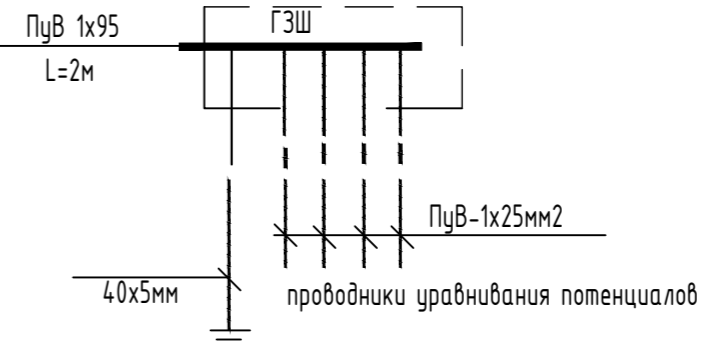 ПуВ 1х95
ГЗШ
L=2м
ПуВ-1х25мм2
40х5мм
проводники уравнивания потенциалов